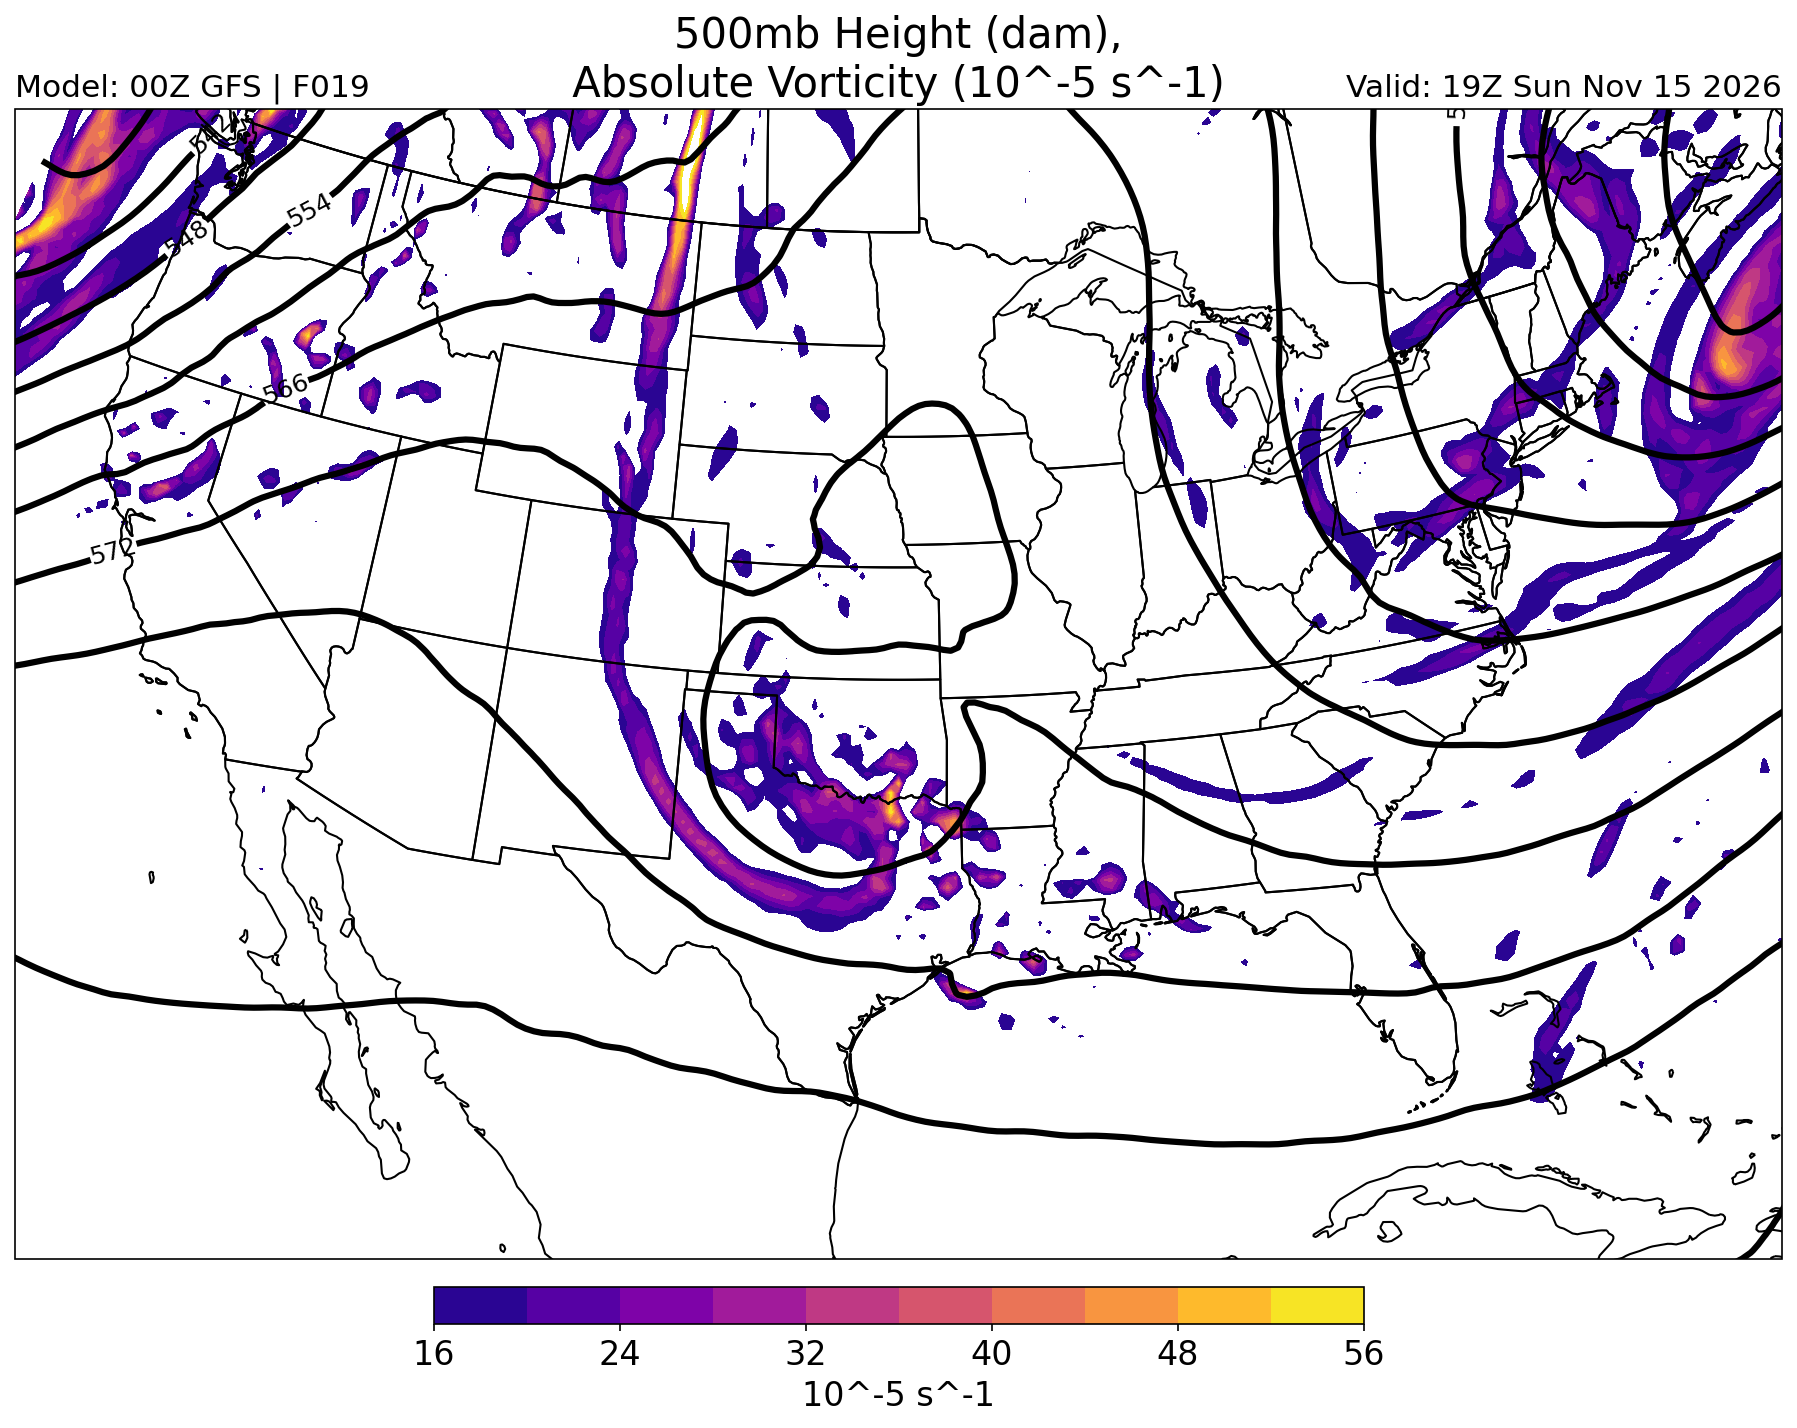 500mb Height (dam),
Absolute Vorticity (10^-5 s^-1)
Model: 00Z GFS | F019
Valid: 19Z Sun Nov 15 2026
554
548
566
572
16 24 32 40 48 56
10^-5 s^-1